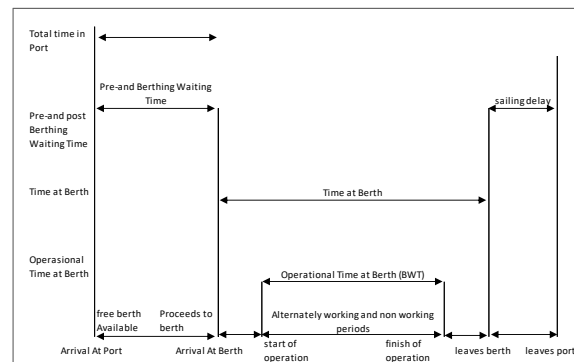 Total time in
Port
Pre-and Berthing Waiting
Time
sailing delay
Pre-and post
Berthing
Waiting Time
Time at Berth
Time at Berth
Operasional
Time at Berth
Operational Time at Berth (BWT)
free berth
Available
Proceeds to
berth
Alternately working and non working
periods
Arrival At Port
Arrival At Berth
start of
operation
finish of
operation
leaves berth
leaves port